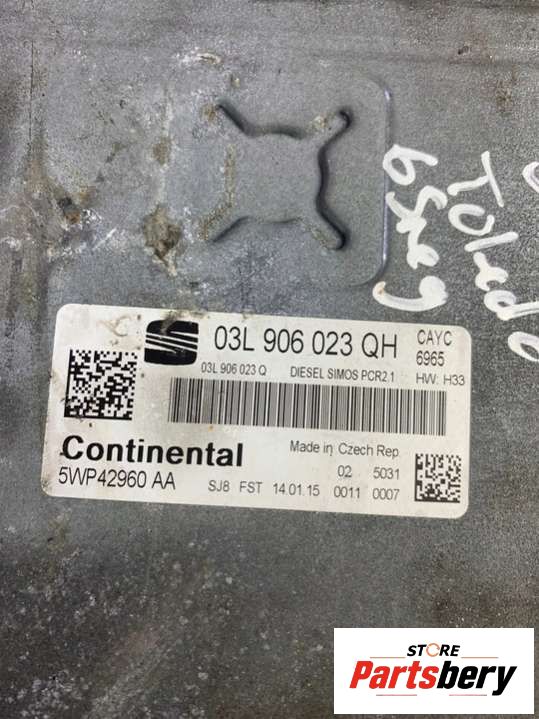 Toledo
6Speg
03L 906 023 QH
CAYC
6965
03L 906 023 Q DIESEL SIMOS PCR2.1 HW: H33
Continental
Made in Czech Rep.
5WP42960 AA
02 5031
SJ8 FST 14.01.15 0011 0007
STORE
Partsbery